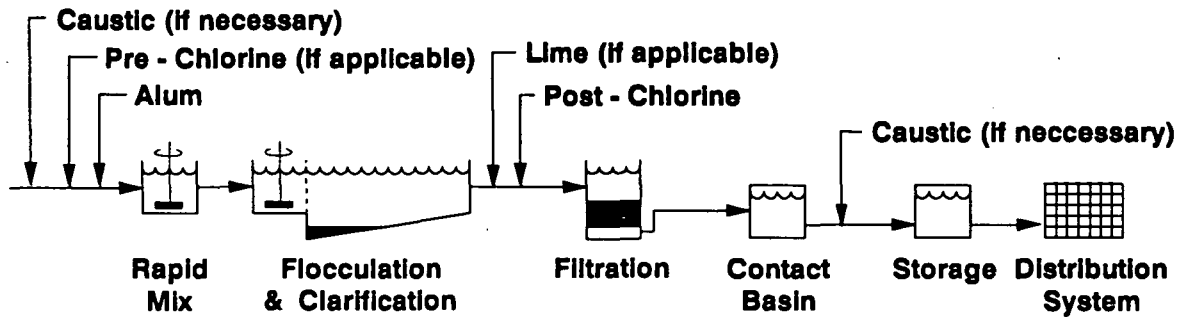 Caustic (if necessary)
Pre - Chlorine (if applicable)
Alum
Lime (if applicable)
Post - Chlorine
Caustic (if neccessary)
Rapid
Mix
Flocculation
& Clarification
Filtration
Contact
Basin
Storage
Distribution
System